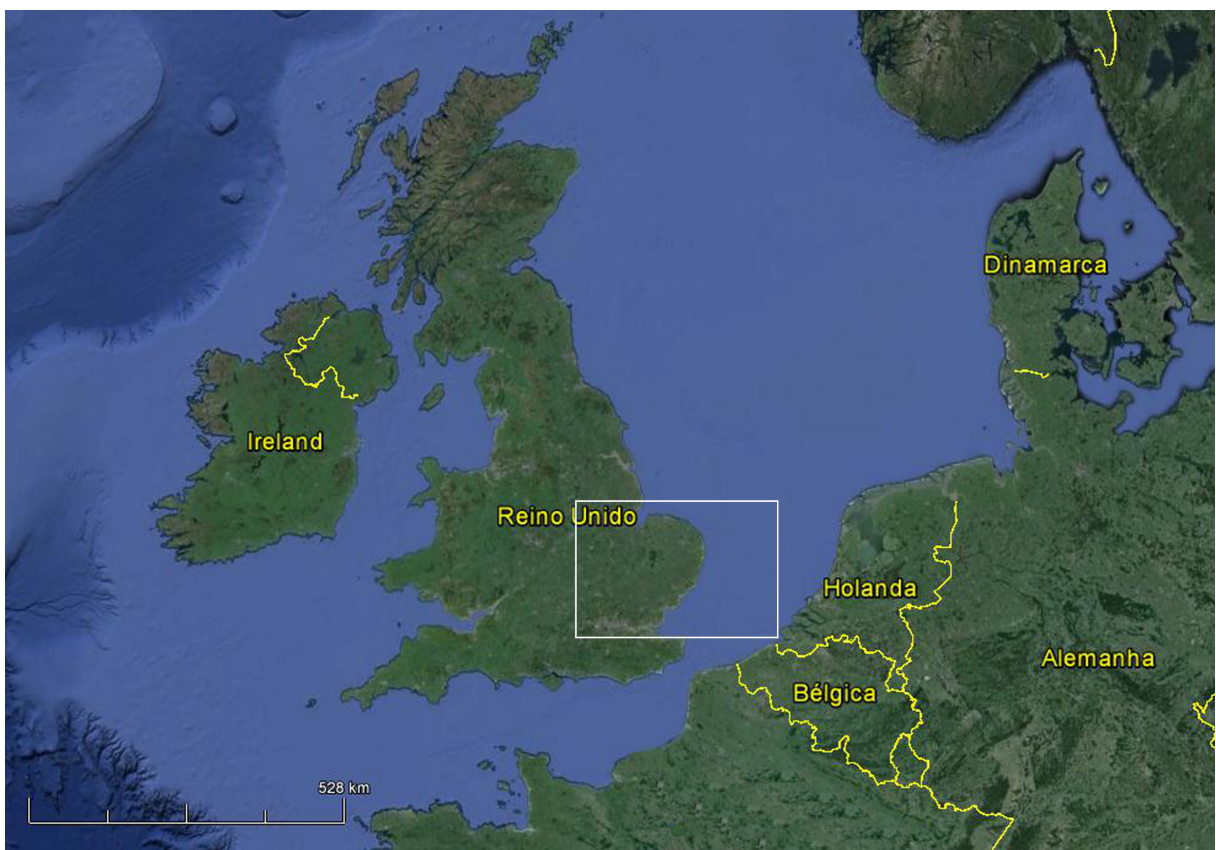 Dinamarca
Ireland
Reino Unido
Holanda
Alemanha
Bélgica
528 km